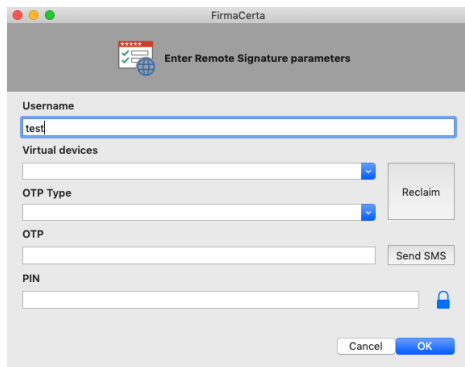 FirmaCerta
Enter Remote Signature parameters
Username
test
Virtual devices
Reclaim
OTP Type
OTP
Send SMS
PIN
Cancel OK